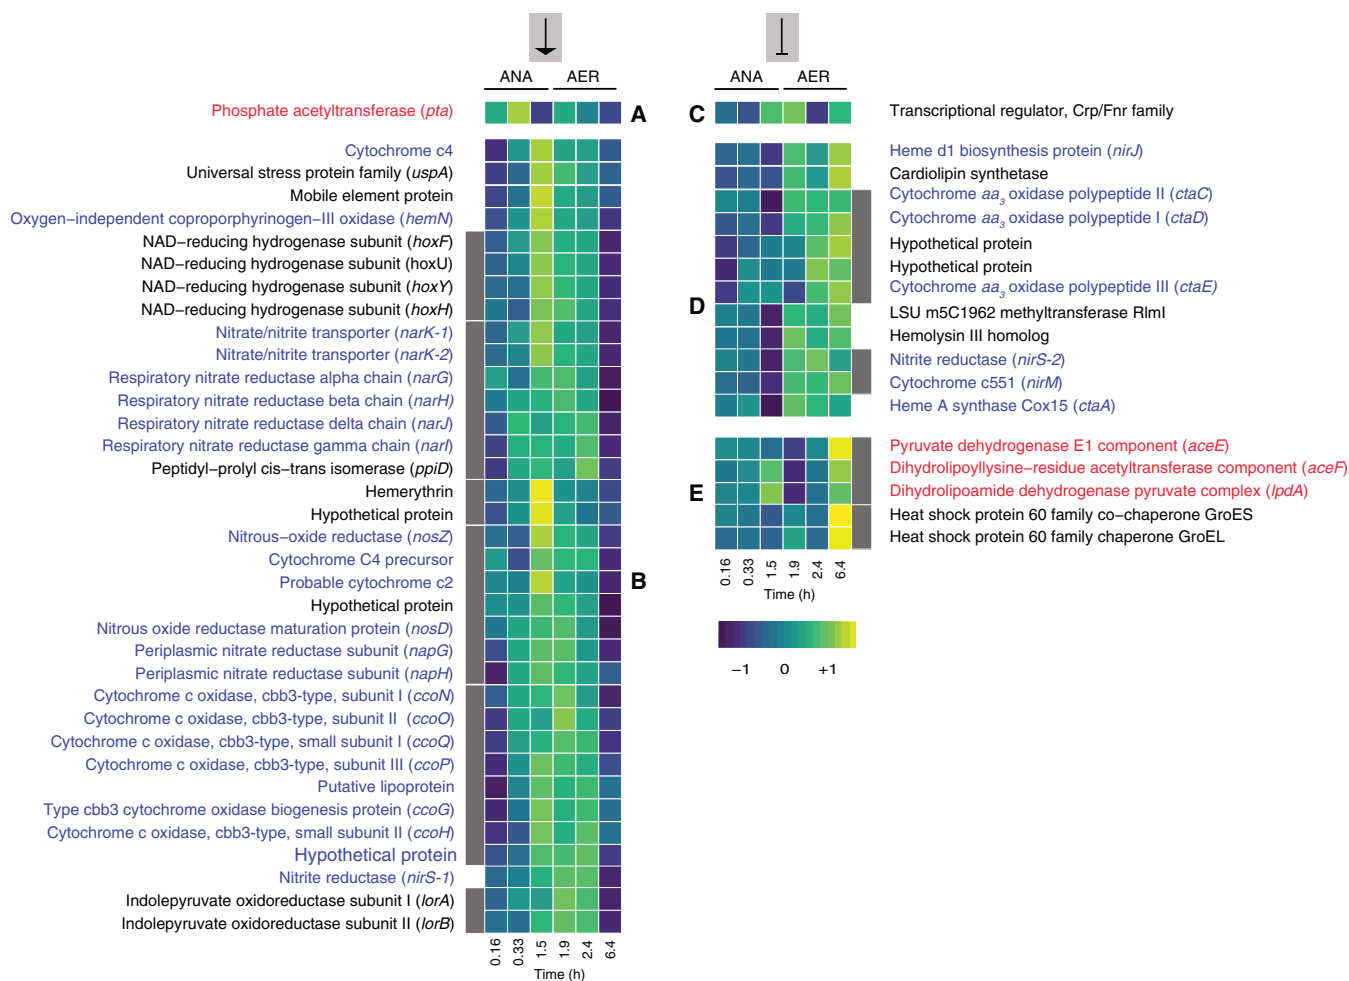 ANA AER
Phosphate acetyltransferase (pta)
A
Cytochrome c4
Universal stress protein family (uspA)
Mobile element protein
Oxygen−independent coproporphyrinogen−III oxidase (hemN)
NAD−reducing hydrogenase subunit (hoxF)
NAD−reducing hydrogenase subunit (hoxU)
NAD−reducing hydrogenase subunit (hoxY)
NAD−reducing hydrogenase subunit (hoxH)
Nitrate/nitrite transporter (narK-1)
Nitrate/nitrite transporter (narK-2)
Respiratory nitrate reductase alpha chain (narG)
Respiratory nitrate reductase beta chain (narH)
Respiratory nitrate reductase delta chain (narJ)
Respiratory nitrate reductase gamma chain (narI)
Peptidyl−prolyl cis−trans isomerase (ppiD)
Hemerythrin
Hypothetical protein
Nitrous−oxide reductase (nosZ)
Cytochrome C4 precursor
Probable cytochrome c2
B
Hypothetical protein
Nitrous oxide reductase maturation protein (nosD)
Periplasmic nitrate reductase subunit (napG)
Periplasmic nitrate reductase subunit (napH)
Cytochrome c oxidase, cbb3-type, subunit I (ccoN)
Cytochrome c oxidase, cbb3-type, subunit II (ccoO)
Cytochrome c oxidase, cbb3-type, small subunit I (ccoQ)
Cytochrome c oxidase, cbb3-type, subunit III (ccoP)
Putative lipoprotein
Type cbb3 cytochrome oxidase biogenesis protein (ccoG)
Cytochrome c oxidase, cbb3-type, small subunit II (ccoH)
Hypothetical protein
Nitrite reductase (nirS-1)
Indolepyruvate oxidoreductase subunit I (lorA)
Indolepyruvate oxidoreductase subunit II (lorB)
0.16 0.33 1.5 1.9 2.4 6.4
Time (h)
ANA AER
C
Transcriptional regulator, Crp/Fnr family
Heme d1 biosynthesis protein (nirJ)
Cardiolipin synthetase
Cytochrome aa3 oxidase polypeptide II (ctaC)
Cytochrome aa3 oxidase polypeptide I (ctaD)
Hypothetical protein
Hypothetical protein
Cytochrome aa3 oxidase polypeptide III (ctaE)
D
LSU m5C1962 methyltransferase RlmI
Hemolysin III homolog
Nitrite reductase (nirS-2)
Cytochrome c551 (nirM)
Heme A synthase Cox15 (ctaA)
Pyruvate dehydrogenase E1 component (aceE)
Dihydrolipoyllysine−residue acetyltransferase component (aceF)
E
Dihydrolipoamide dehydrogenase pyruvate complex (lpdA)
Heat shock protein 60 family co−chaperone GroES
Heat shock protein 60 family chaperone GroEL
0.16 0.33 1.5 1.9 2.4 6.4
Time (h)
−1 0 +1